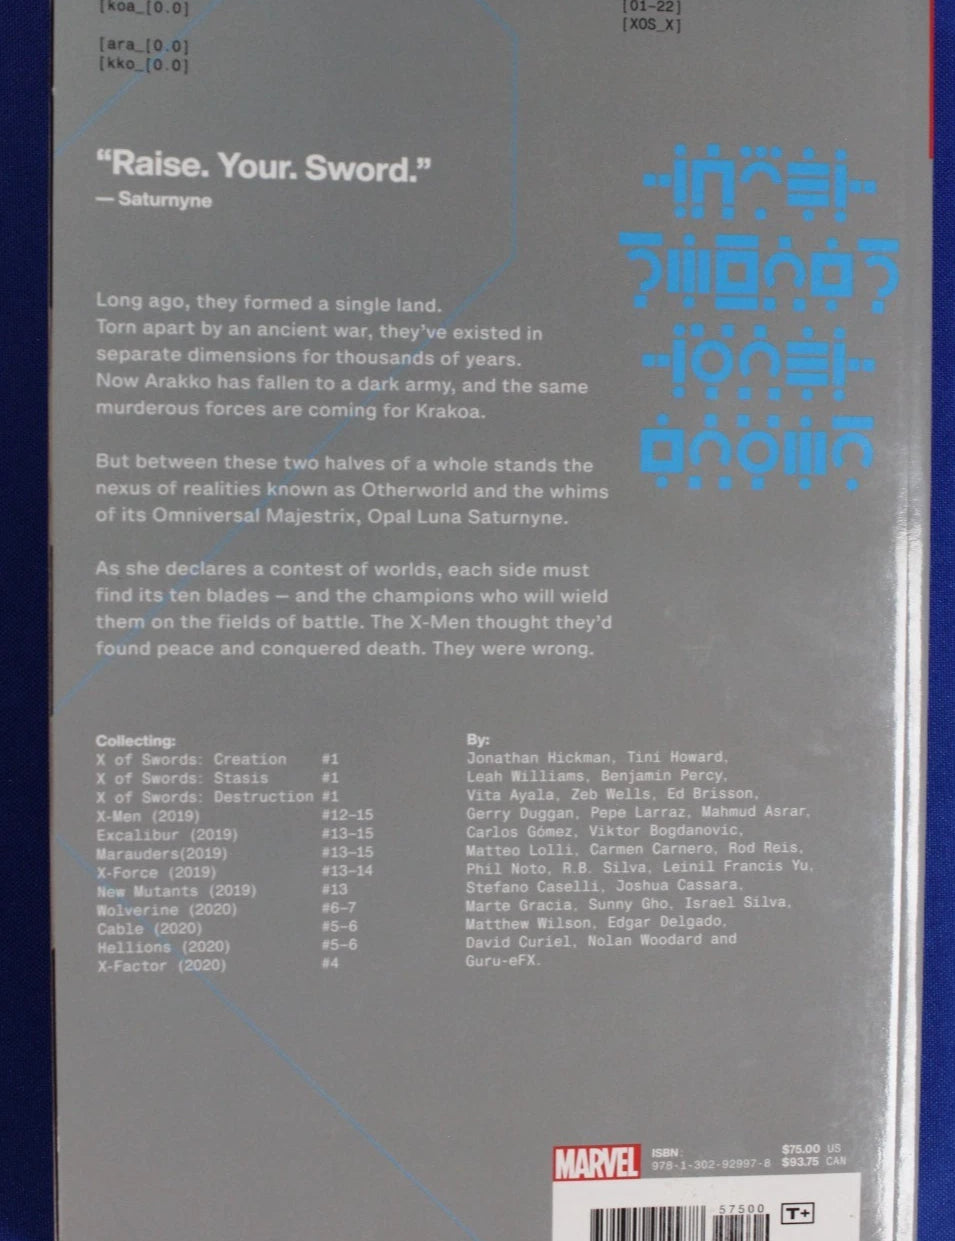 [koa_[0.0]
[ara_[0.0]
[kko_[0.0]
[01-22]
[XOS_X]
“Raise. Your. Sword.”
— Saturnyne
Long ago, they formed a single land.
Torn apart by an ancient war, they’ve existed in
separate dimensions for thousands of years.
Now Arakko has fallen to a dark army, and the same
murderous forces are coming for Krakoa.
But between these two halves of a whole stands the
nexus of realities known as Otherworld and the whims
of its Omniversal Majestrix, Opal Luna Saturnyne.
As she declares a contest of worlds, each side must
find its ten blades — and the champions who will wield
them on the fields of battle. The X-Men thought they’d
found peace and conquered death. They were wrong.
Collecting:
X of Swords: Creation #1
X of Swords: Stasis #1
X of Swords: Destruction #1
X-Men (2019) #12–15
Excalibur (2019) #13–15
Marauders(2019) #13–15
X-Force (2019) #13–14
New Mutants (2019) #13
Wolverine (2020) #6–7
Cable (2020) #5–6
Hellions (2020) #5–6
X-Factor (2020) #4
By:
Jonathan Hickman, Tini Howard,
Leah Williams, Benjamin Percy,
Vita Ayala, Zeb Wells, Ed Brisson,
Gerry Duggan, Pepe Larraz, Mahmud Asrar,
Carlos Gómez, Viktor Bogdanovic,
Matteo Lolli, Carmen Carnero, Rod Reis,
Phil Noto, R.B. Silva, Leinil Francis Yu,
Stefano Caselli, Joshua Cassara,
Marte Gracia, Sunny Gho, Israel Silva,
Matthew Wilson, Edgar Delgado,
David Curiel, Nolan Woodard and
Guru-eFX.
MARVEL
ISBN:
978-1-302-92997-8
$75.00 US
$93.75 CAN
57500
T+